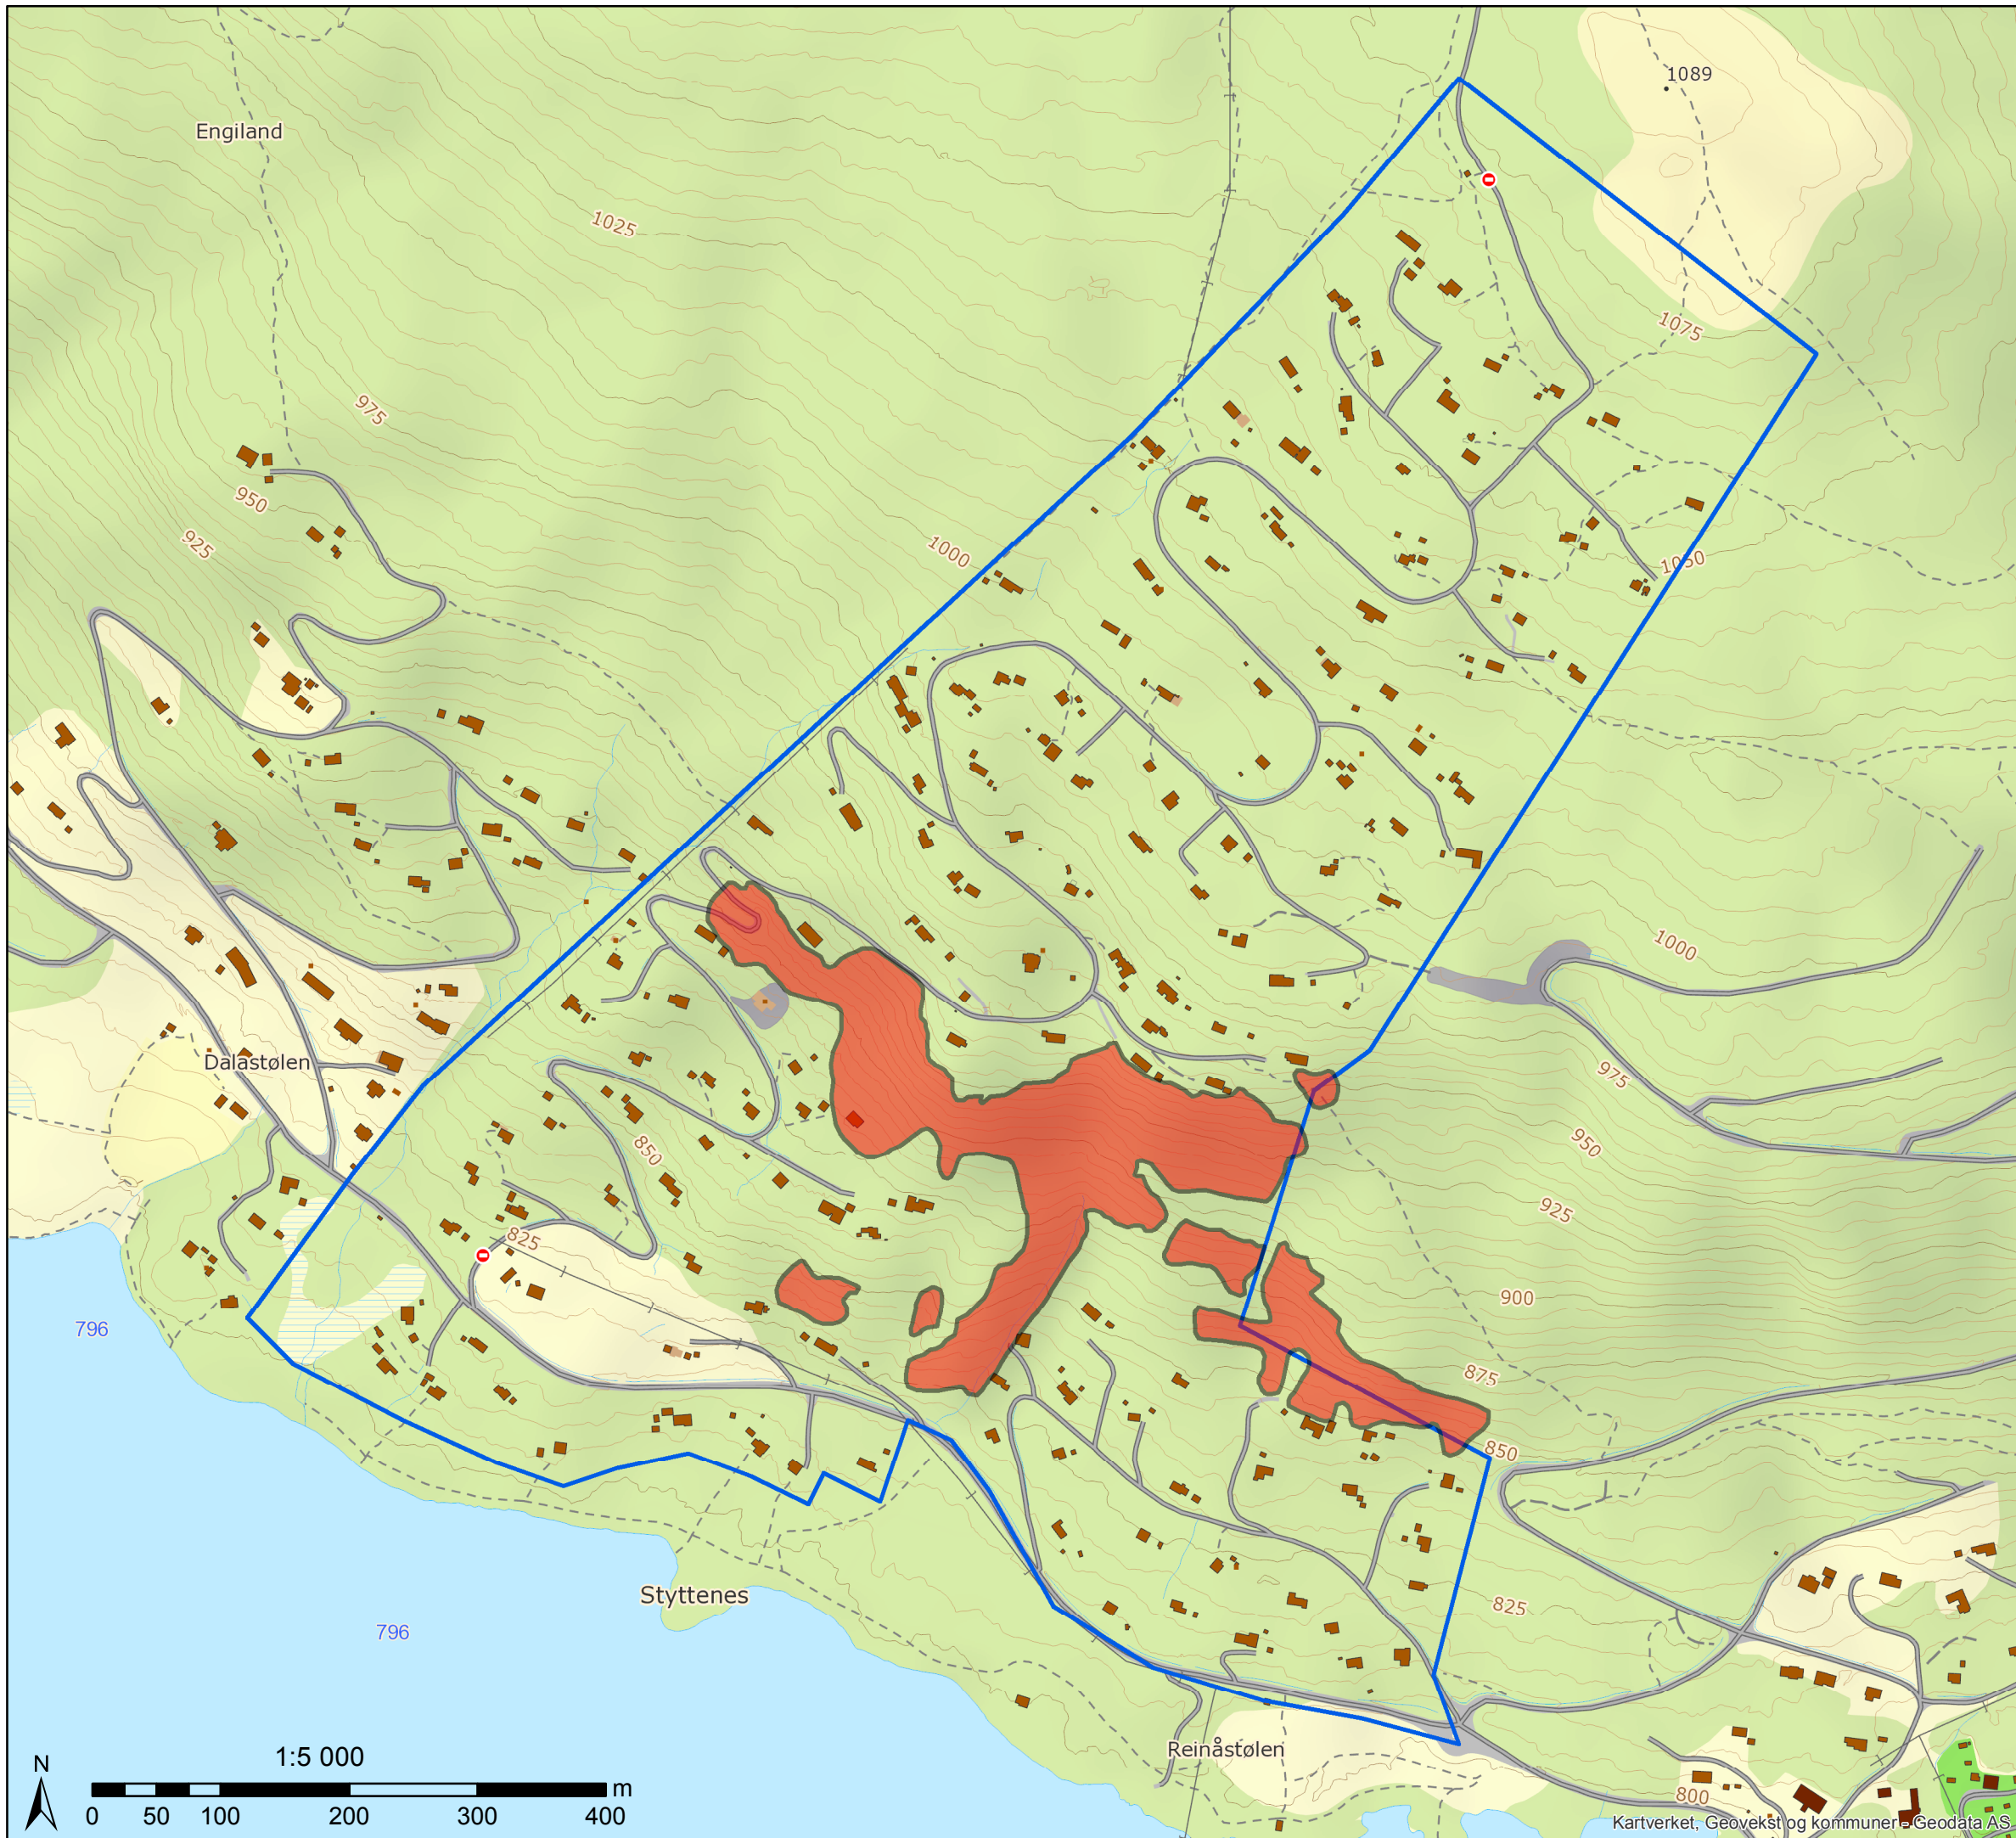 1089
Engiland
1025
1075
975
950
925
1000
1050
1000
975
Dalastølen
950
850
925
825
900
796
875
850
Styttenes
825
796
Reinåstølen
1:5 000
N
m
0 50 100 200 300 400
800
Kartverket, Geovekst og kommuner - Geodata AS